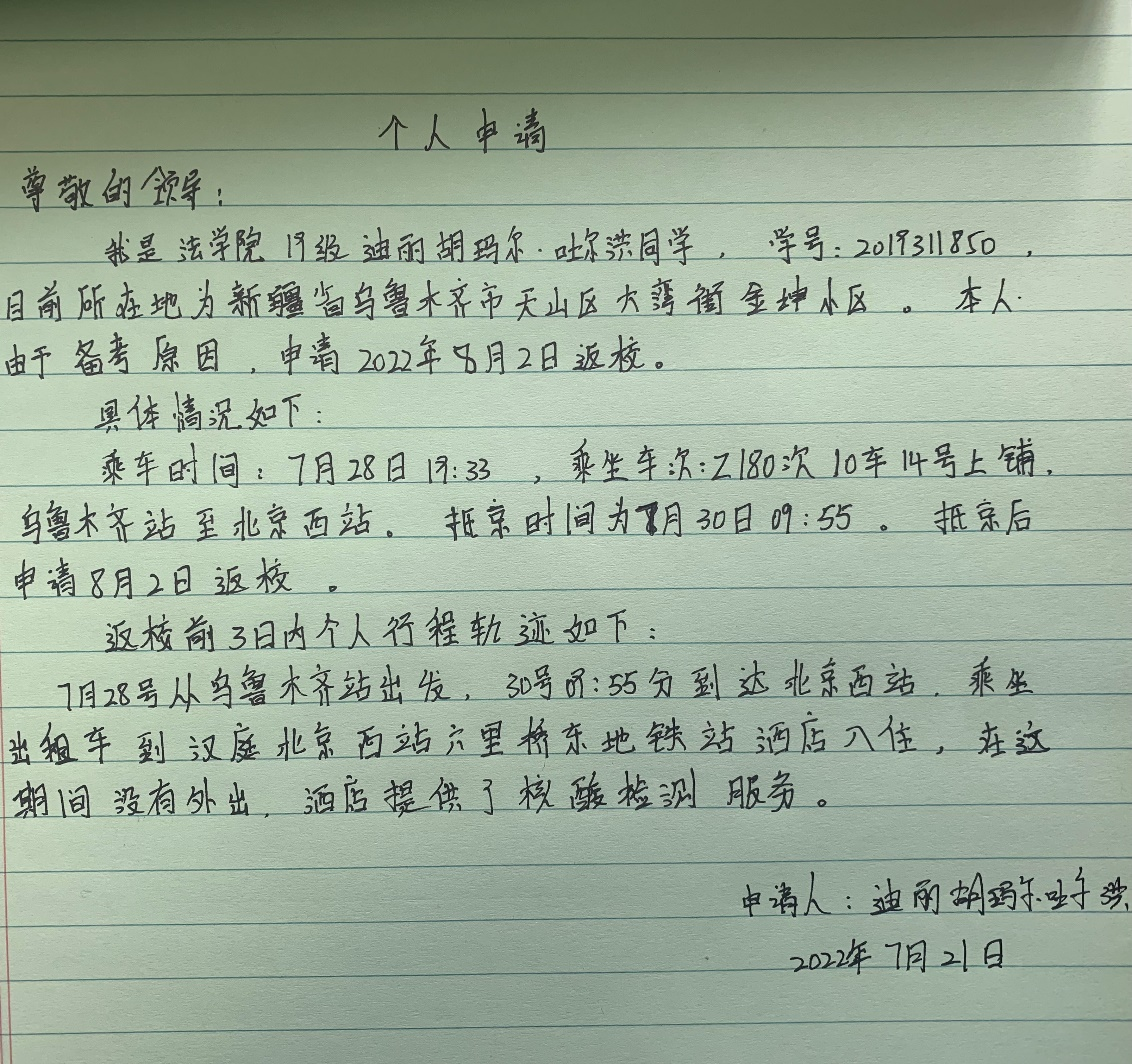 个人申请
尊敬的领导：
我是法学院19级迪丽胡玛尔·吐尔洪同学，学号：2019311850，
目前所在地为新疆省乌鲁木齐市天山区大湾街金坤小区。本人
由于备考原因，申请2022年8月2日返校。
具体情况如下：
乘车时间：7月28日19:33，乘坐车次：Z180次10车14号上铺，
乌鲁木齐站至北京西站。抵京时间为7月30日09:55。抵京后
申请8月2日返校。
返校前3日内个人行程轨迹如下：
7月28号从乌鲁木齐站出发，30号09:55分到达北京西站，乘坐
出租车到汉庭北京西站六里桥东地铁站酒店入住，在这
期间没有外出，酒店提供了核酸检测服务。
申请人：迪丽胡玛尔·吐尔洪
2022年7月21日